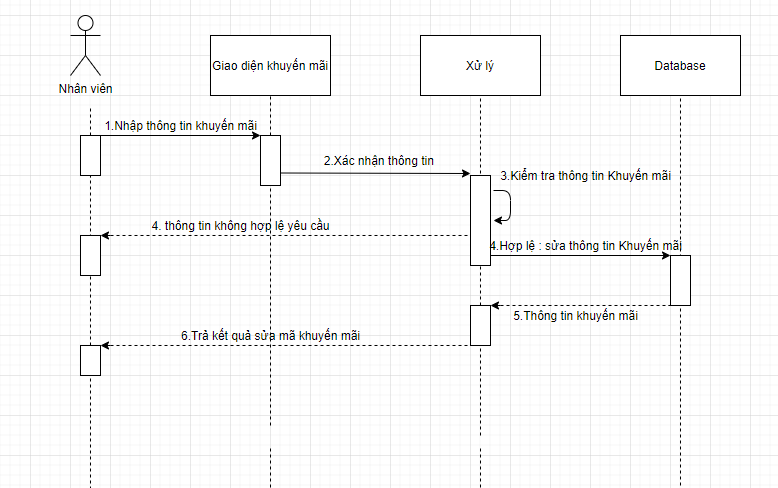 Nhân viên
Giao diện khuyến mãi
Xử lý
Database
1.Nhập thông tin khuyến mãi
2.Xác nhận thông tin
3.Kiểm tra thông tin Khuyến mãi
4. thông tin không hợp lệ yêu cầu
4.Hợp lệ : sửa thông tin Khuyến mãi
5.Thông tin khuyến mãi
6.Trả kết quả sửa mã khuyến mãi